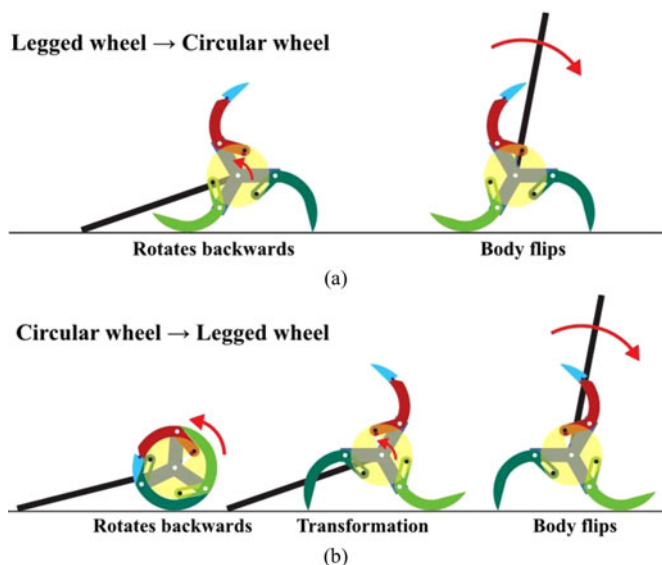 Legged wheel → Circular wheel
Rotates backwards Body flips
(a)
Circular wheel → Legged wheel
Rotates backwards Transformation Body flips
(b)